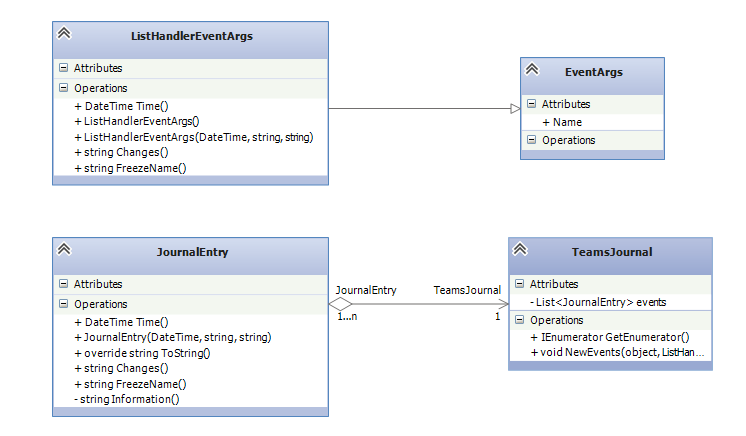 ListHandlerEventArgs
Attributes
Operations
+ DateTime Time()
+ ListHandlerEventArgs()
+ ListHandlerEventArgs(DateTime, string, string)
+ string Changes()
+ string FreezeName()
EventArgs
Attributes
+ Name
Operations
JournalEntry
Attributes
Operations
+ DateTime Time()
+ JournalEntry(DateTime, string, string)
+ override string ToString()
+ string Changes()
+ string FreezeName()
- string Information()
JournalEntry
TeamsJournal
1...n
1
TeamsJournal
Attributes
- List<JournalEntry> events
Operations
+ IEnumerator GetEnumerator()
+ void NewEvents(object, ListHan...